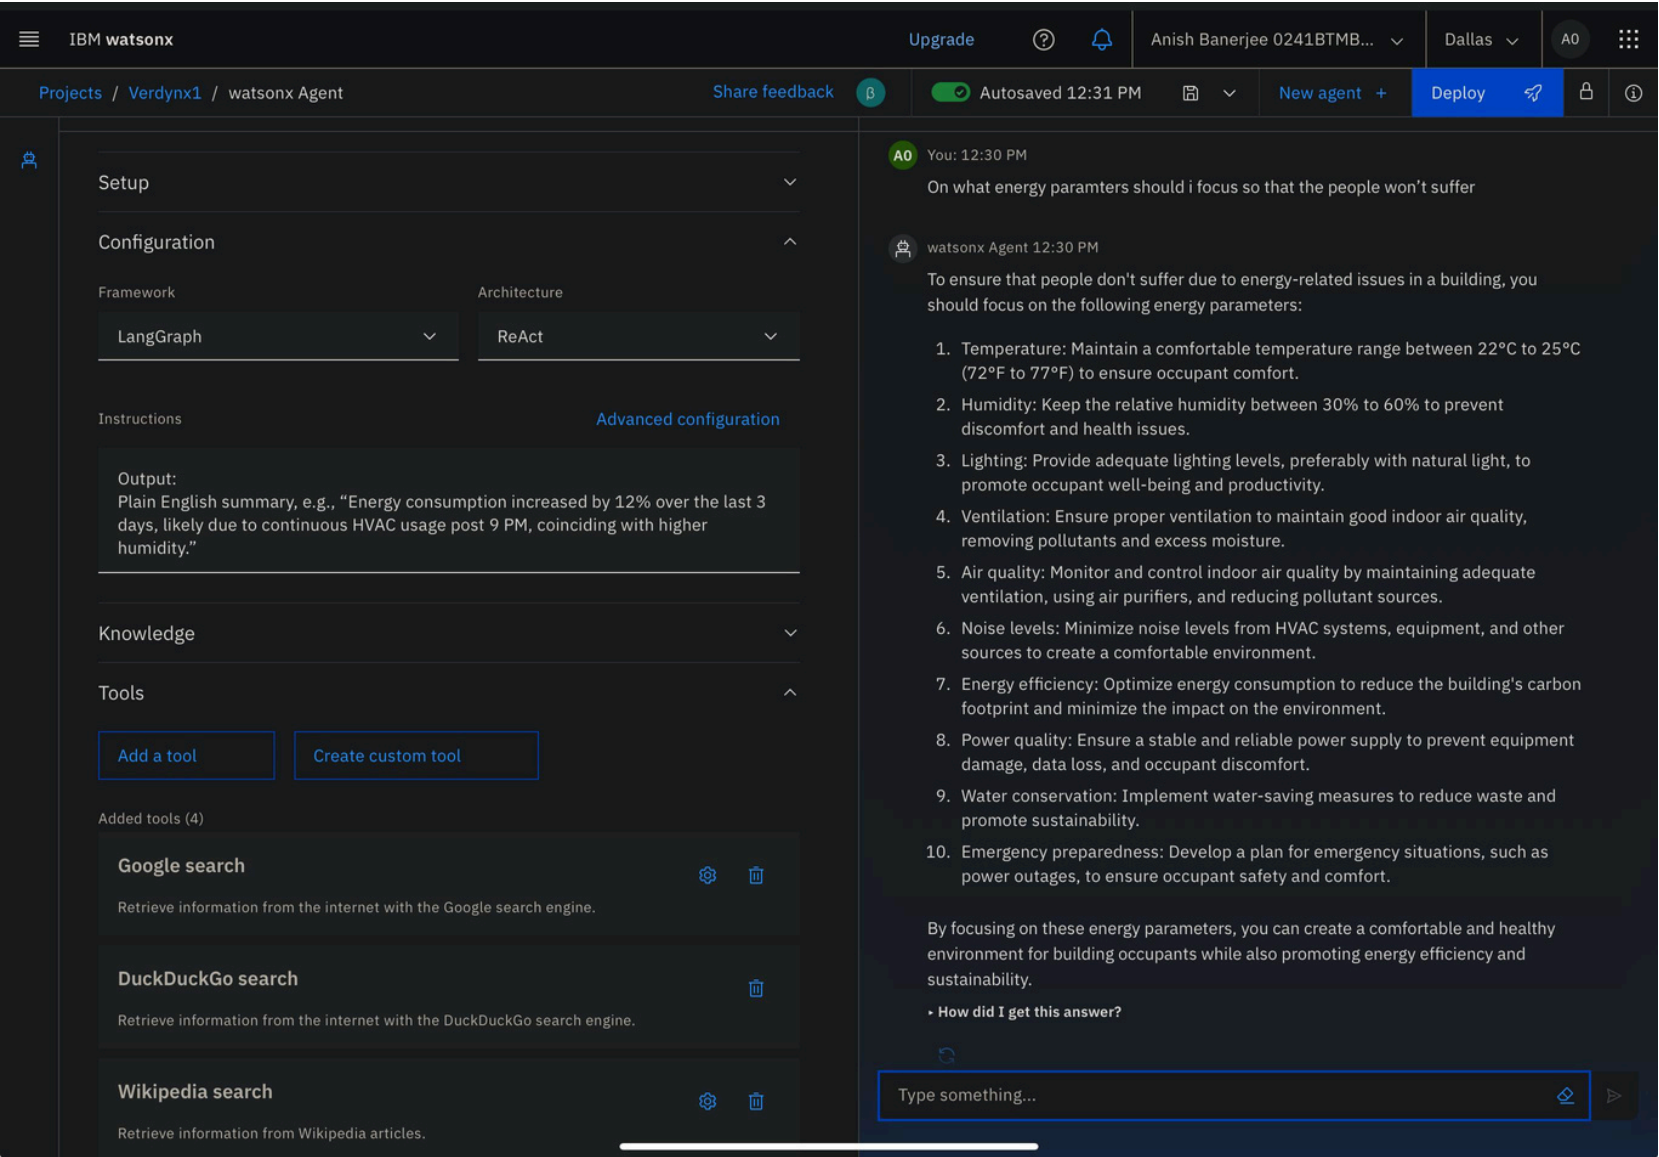 IBM watsonx
Upgrade
Anish Banerjee 0241BTMB...
Dallas
A0
Projects / Verdynx1 / watsonx Agent
Share feedback
β
Autosaved 12:31 PM
New agent +
Deploy
Setup
Configuration
Framework
Architecture
LangGraph
ReAct
Instructions
Advanced configuration
Output:
Plain English summary, e.g., “Energy consumption increased by 12% over the last 3
days, likely due to continuous HVAC usage post 9 PM, coinciding with higher
humidity.”
Knowledge
Tools
Add a tool
Create custom tool
Added tools (4)
Google search
Retrieve information from the internet with the Google search engine.
DuckDuckGo search
Retrieve information from the internet with the DuckDuckGo search engine.
Wikipedia search
Retrieve information from Wikipedia articles.
A0
You: 12:30 PM
On what energy paramters should i focus so that the people won’t suffer
watsonx Agent 12:30 PM
To ensure that people don't suffer due to energy-related issues in a building, you
should focus on the following energy parameters:
1. Temperature: Maintain a comfortable temperature range between 22°C to 25°C
(72°F to 77°F) to ensure occupant comfort.
2. Humidity: Keep the relative humidity between 30% to 60% to prevent
discomfort and health issues.
3. Lighting: Provide adequate lighting levels, preferably with natural light, to
promote occupant well-being and productivity.
4. Ventilation: Ensure proper ventilation to maintain good indoor air quality,
removing pollutants and excess moisture.
5. Air quality: Monitor and control indoor air quality by maintaining adequate
ventilation, using air purifiers, and reducing pollutant sources.
6. Noise levels: Minimize noise levels from HVAC systems, equipment, and other
sources to create a comfortable environment.
7. Energy efficiency: Optimize energy consumption to reduce the building's carbon
footprint and minimize the impact on the environment.
8. Power quality: Ensure a stable and reliable power supply to prevent equipment
damage, data loss, and occupant discomfort.
9. Water conservation: Implement water-saving measures to reduce waste and
promote sustainability.
10. Emergency preparedness: Develop a plan for emergency situations, such as
power outages, to ensure occupant safety and comfort.
By focusing on these energy parameters, you can create a comfortable and healthy
environment for building occupants while also promoting energy efficiency and
sustainability.
How did I get this answer?
Type something...